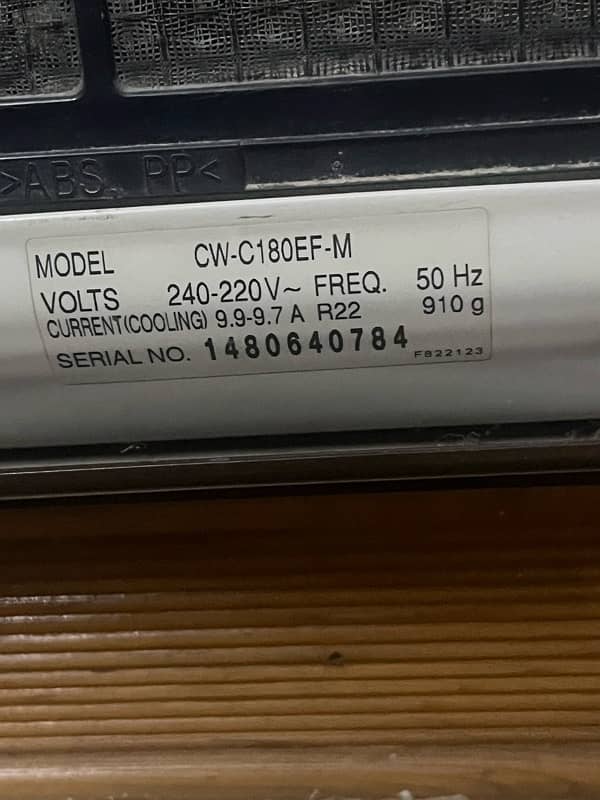 >ABS, PP<
MODEL CW-C180EF-M
VOLTS 240-220V~ FREQ. 50 Hz
CURRENT(COOLING) 9.9-9.7 A R22 910 g
SERIAL NO. 1480640784 F822123